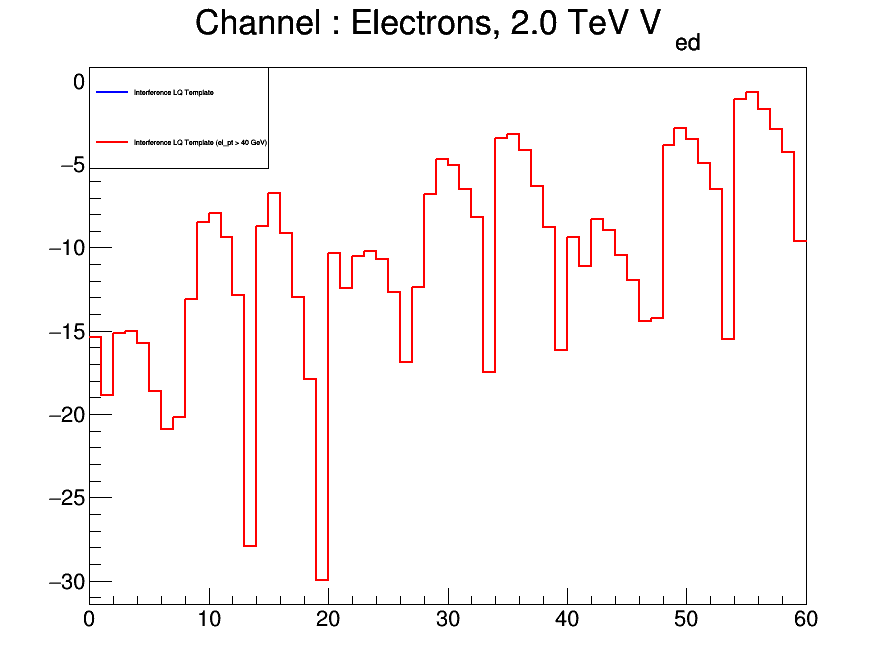 Channel : Electrons, 2.0 TeV V ed
Interference LQ Template
Interference LQ Template (el_pt > 40 GeV)
0
−5
−10
−15
−20
−25
−30
0 10 20 30 40 50 60